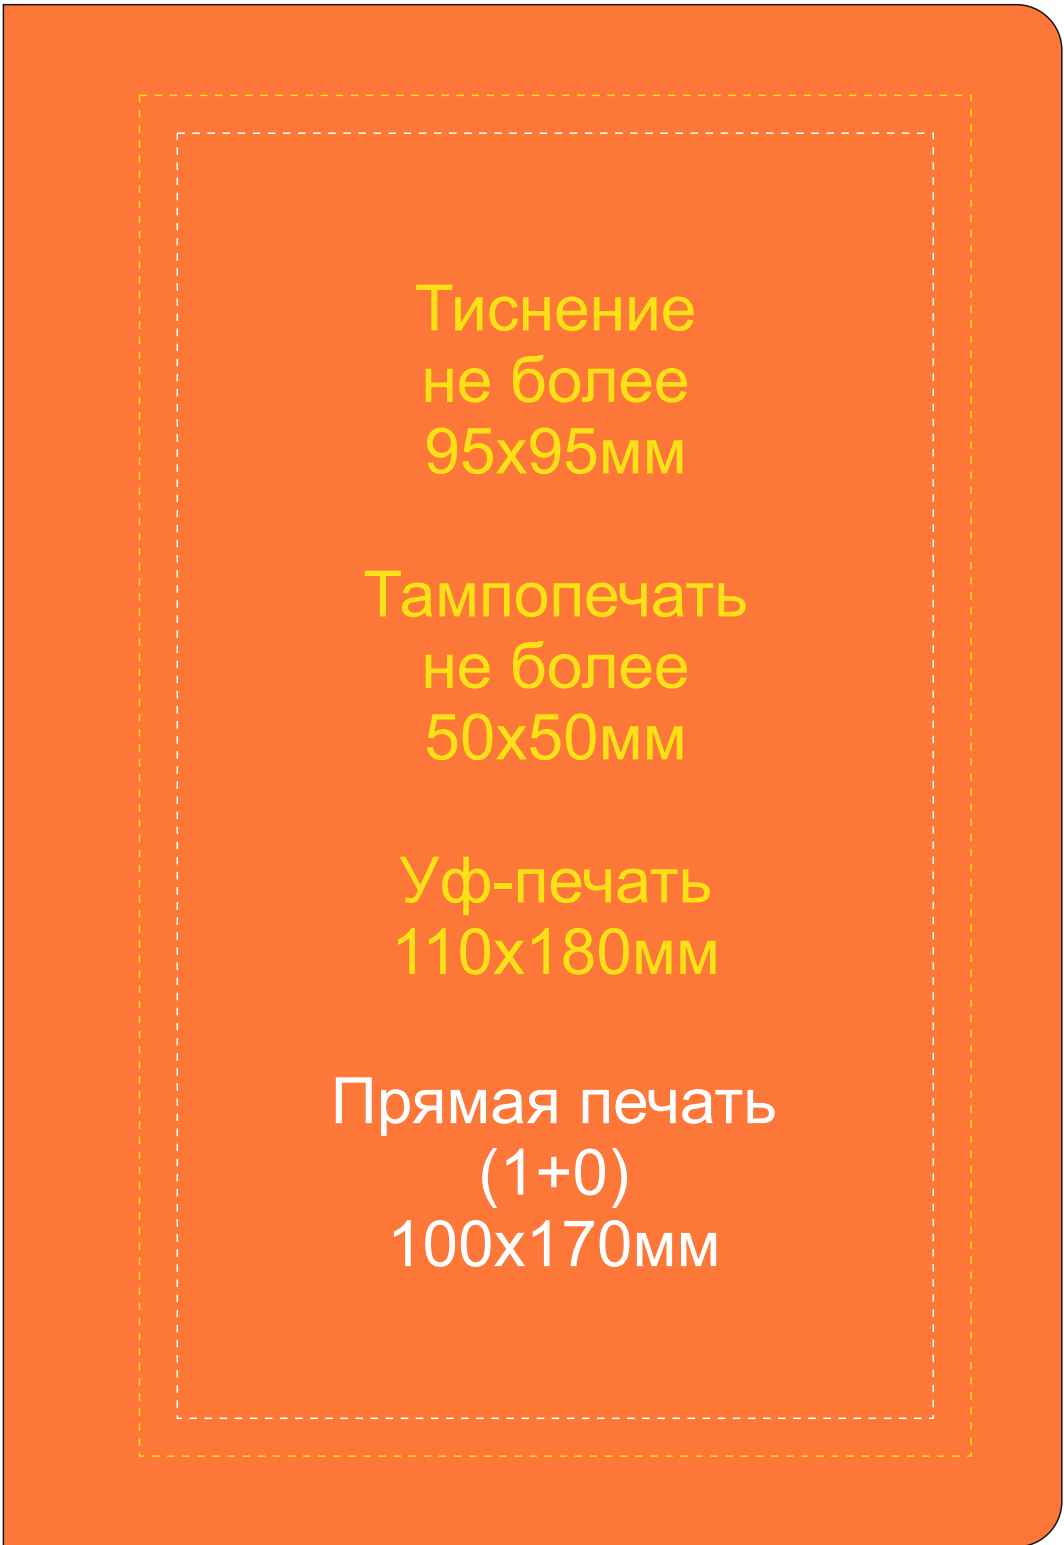 Тиснение
не более
95х95мм
Тампопечать
не более
50х50мм
Уф-печать
110х180мм
Прямая печать
(1+0)
100х170мм